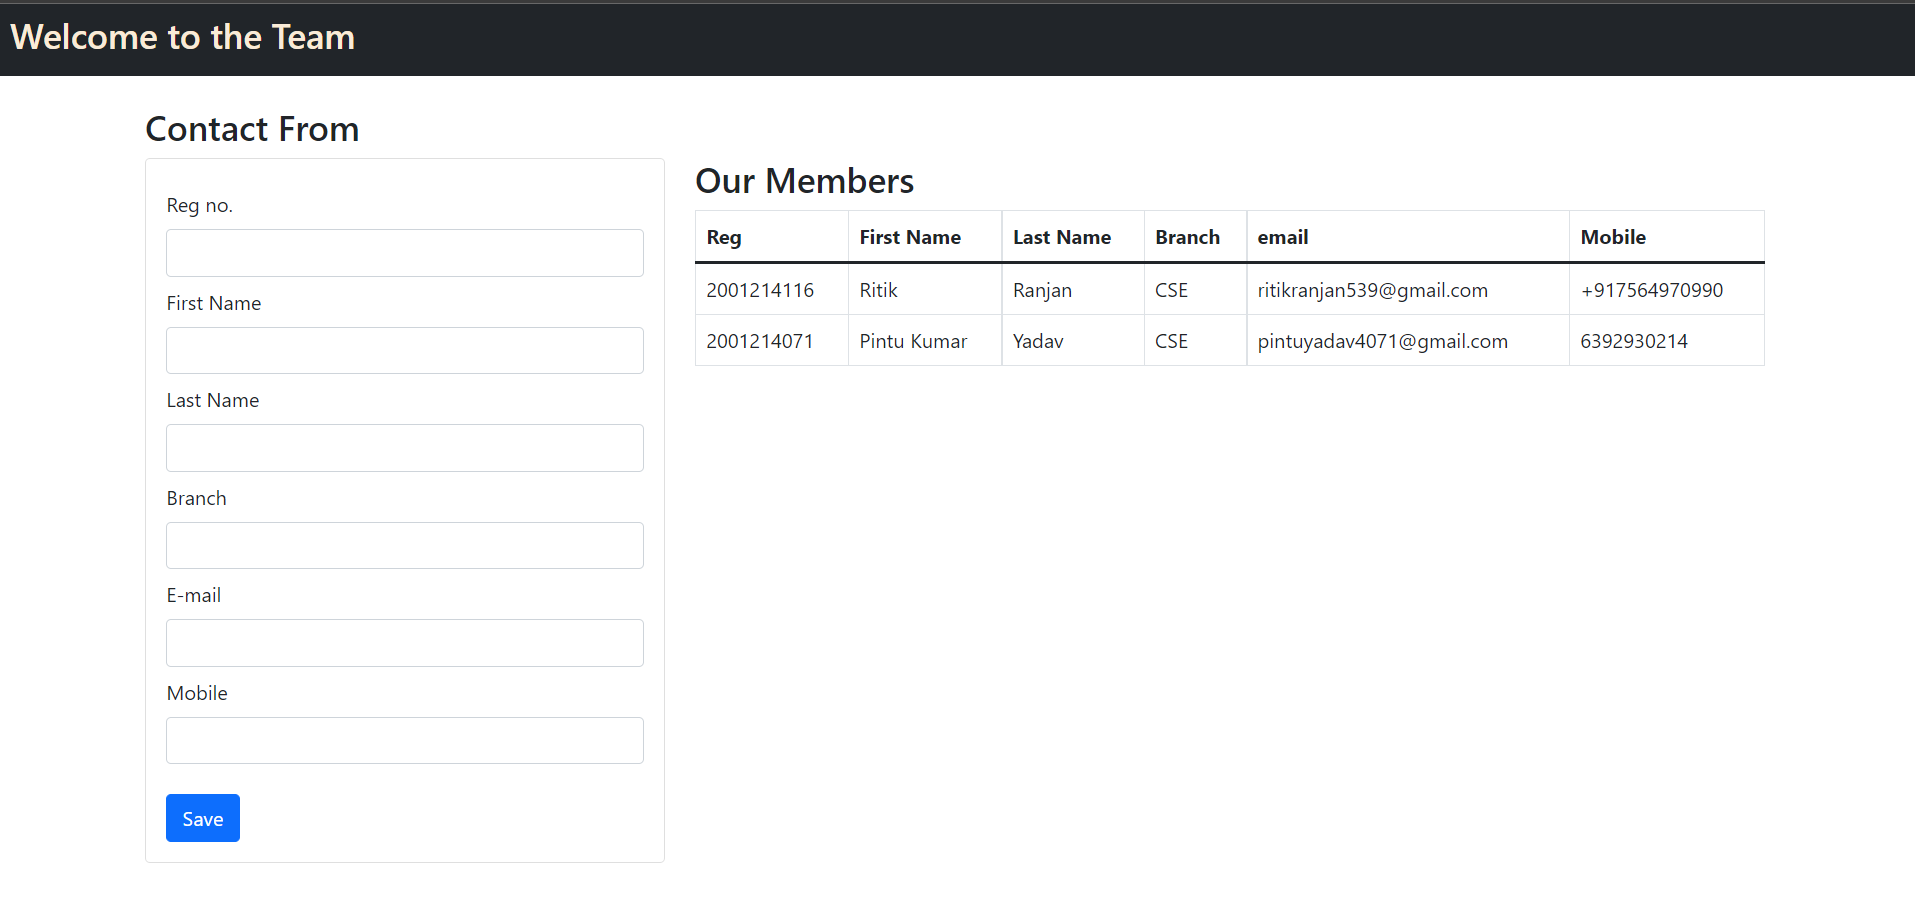 Welcome to the Team
Contact From
Reg no.
First Name
Last Name
Branch
E-mail
Mobile
Save
Our Members
Reg First Name Last Name Branch email Mobile
2001214116 Ritik Ranjan CSE ritikranjan539@gmail.com +917564970990
2001214071 Pintu Kumar Yadav CSE pintuyadav4071@gmail.com 6392930214